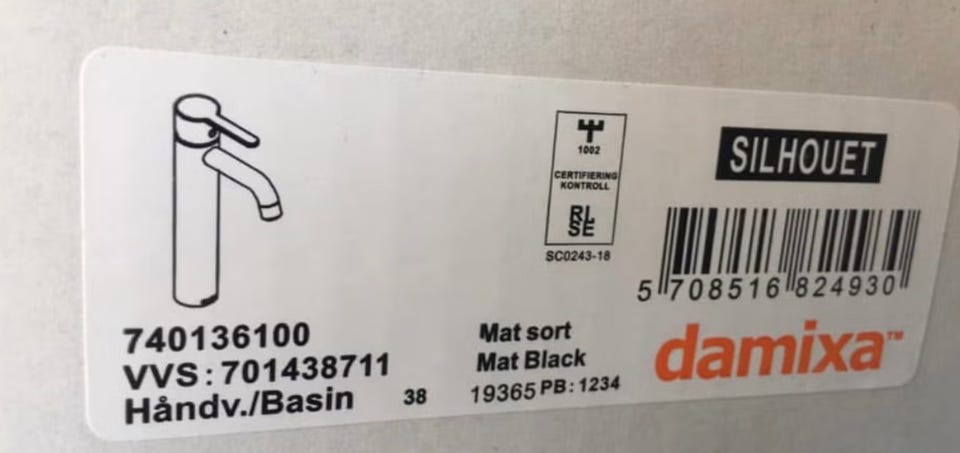 1002
CERTIFIERING
KONTROLL
RI
SE
SC0243-18
SILHOUET
5 708516 824930
740136100
VVS: 701438711
Håndv./Basin 38
Mat sort
Mat Black
19365 PB: 1234
damixa™